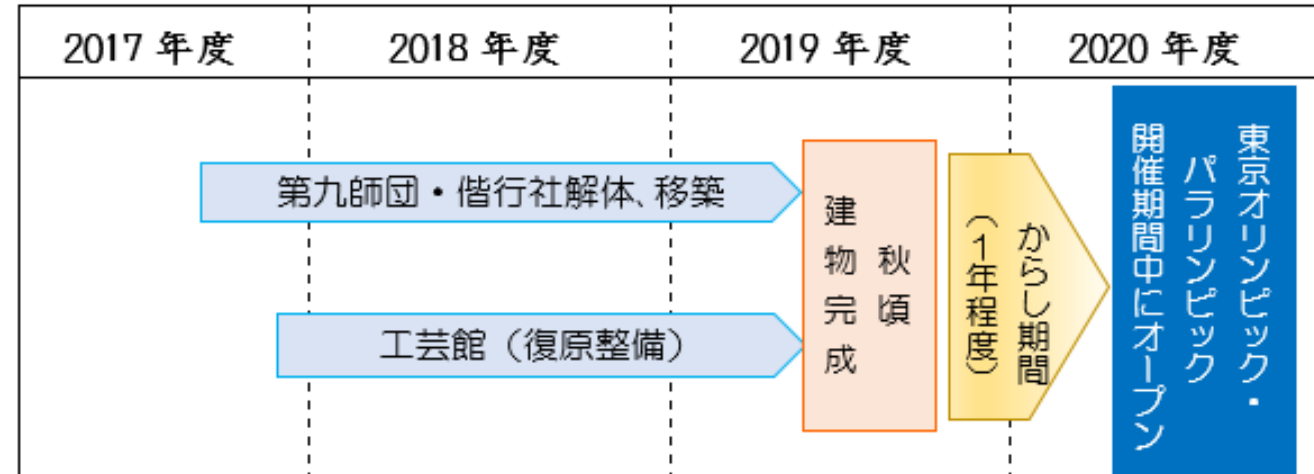 2017 年度
2018 年度
2019 年度
2020 年度
第九師団・偕行社解体、移築
工芸館（復原整備）
秋頃
建物完成
からし期間
（１年程度）
東京オリンピック・
パラリンピック
開催期間中にオープン